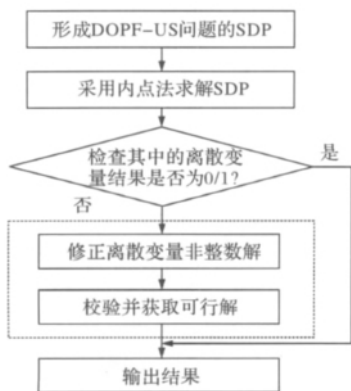 形成DOPF-US问题的SDP
采用内点法求解SDP
检查其中的离散变
量结果是否为0/1?
是
否
修正离散变量非整数解
校验并获取可行解
输出结果